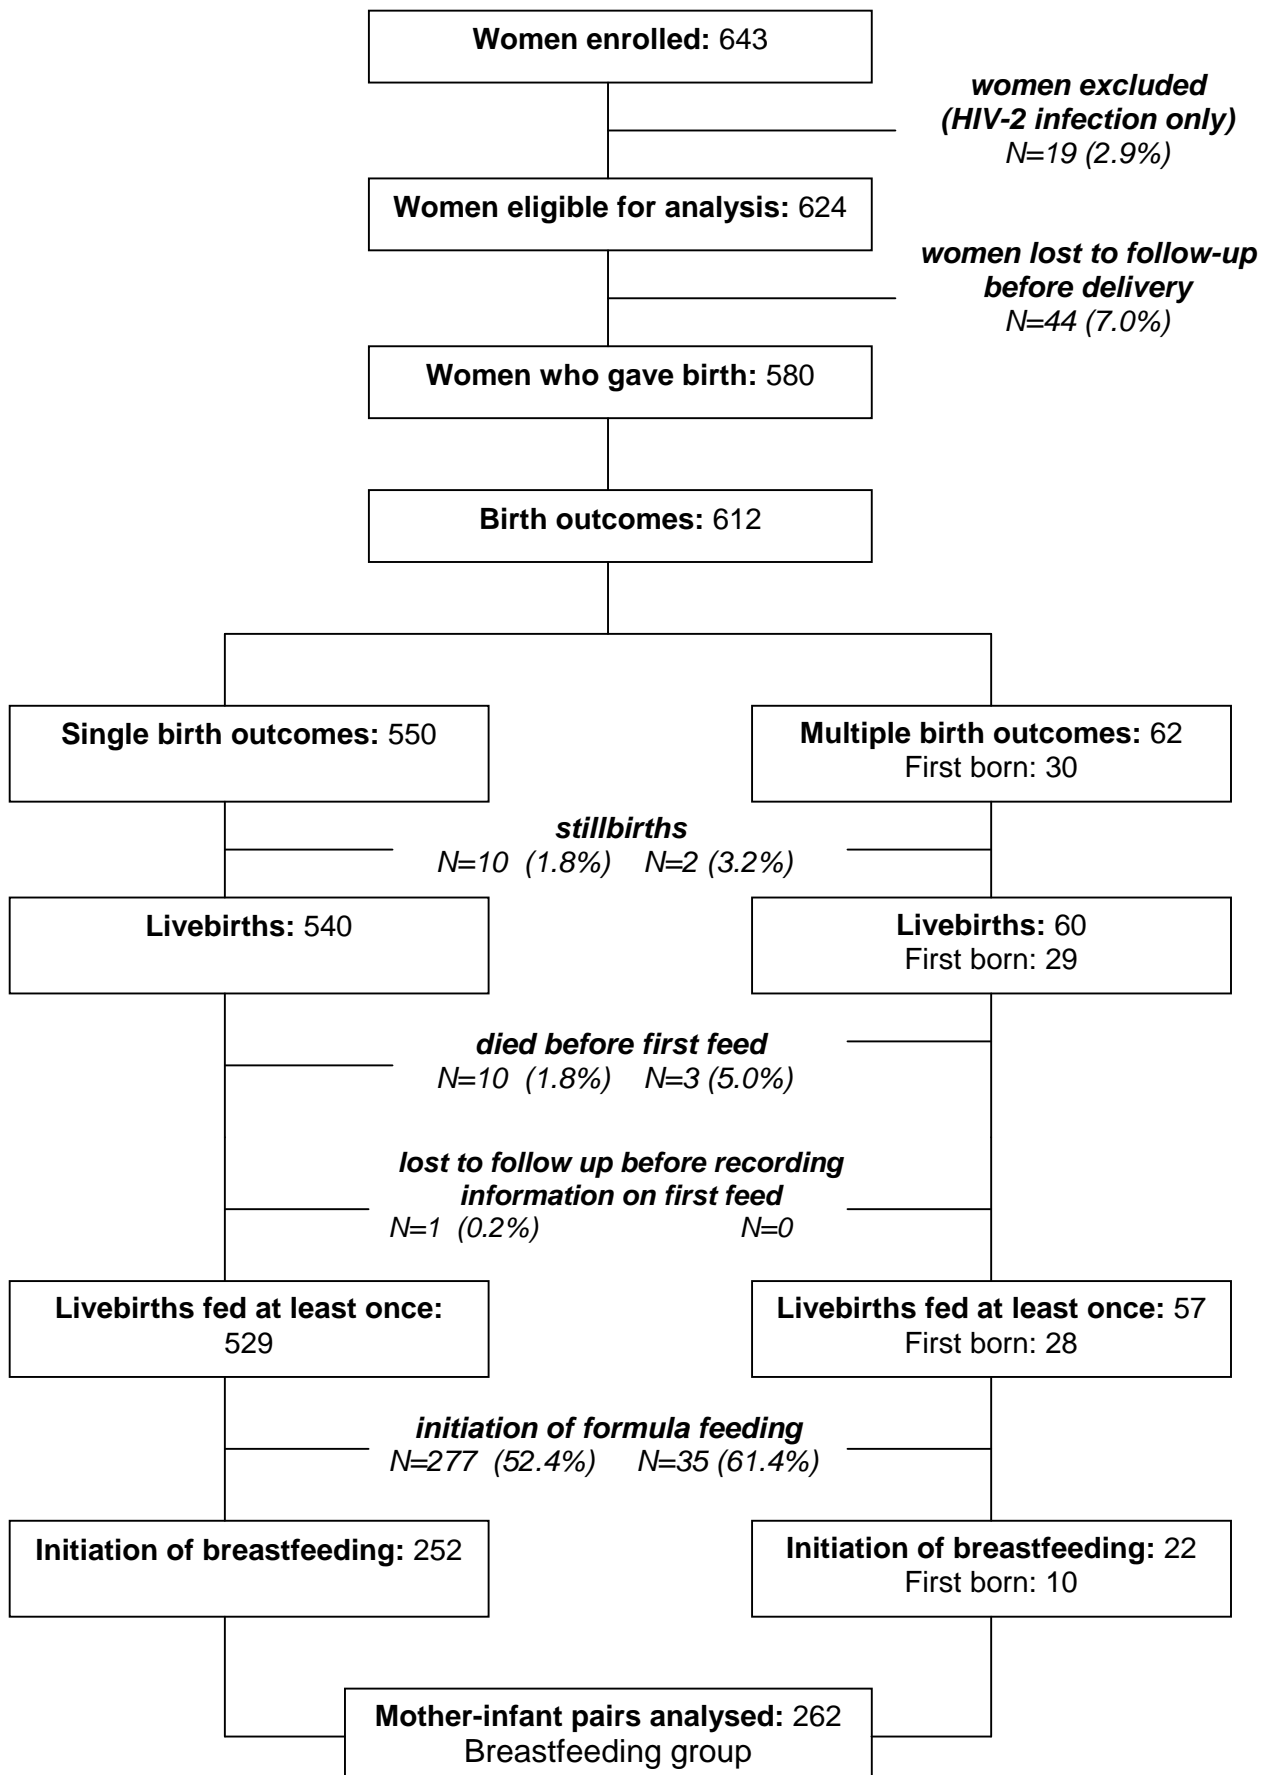 Women enrolled: 643
women excluded
(HIV-2 infection only)
N=19 (2.9%)
Women eligible for analysis: 624
women lost to follow-up
before delivery
N=44 (7.0%)
Women who gave birth: 580
Birth outcomes: 612
Single birth outcomes: 550
Multiple birth outcomes: 62
First born: 30
stillbirths
N=10 (1.8%) N=2 (3.2%)
Livebirths: 540
Livebirths: 60
First born: 29
died before first feed
N=10 (1.8%) N=3 (5.0%)
lost to follow up before recording
information on first feed
N=1 (0.2%) N=0
Livebirths fed at least once:
529
Livebirths fed at least once: 57
First born: 28
initiation of formula feeding
N=277 (52.4%) N=35 (61.4%)
Initiation of breastfeeding: 252
Initiation of breastfeeding: 22
First born: 10
Mother-infant pairs analysed: 262
Breastfeeding group